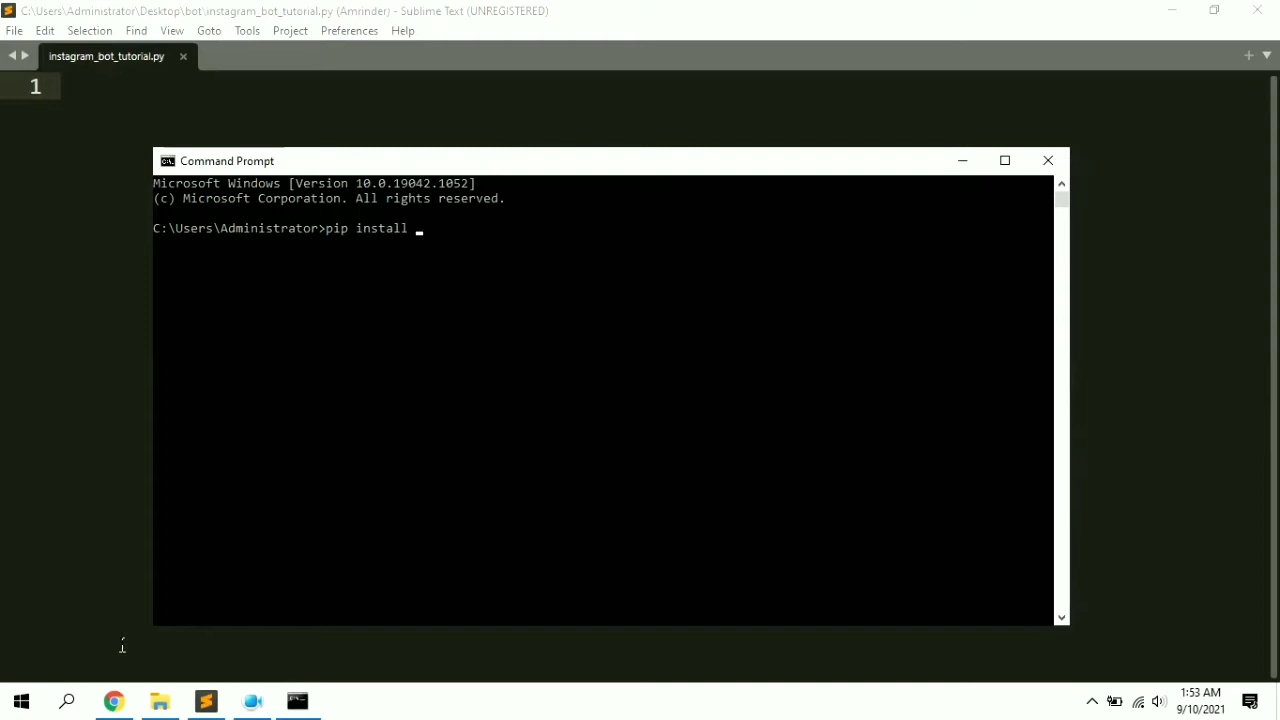 C:\Users\Administrator\Desktop\bot\instagram_bot_tutorial.py (Amrinder) - Sublime Text (UNREGISTERED)
File Edit Selection Find View Goto Tools Project Preferences Help
instagram_bot_tutorial.py
1
Command Prompt
Microsoft Windows [Version 10.0.19042.1052]
(c) Microsoft Corporation. All rights reserved.
C:\Users\Administrator>pip install
1:53 AM
9/10/2021